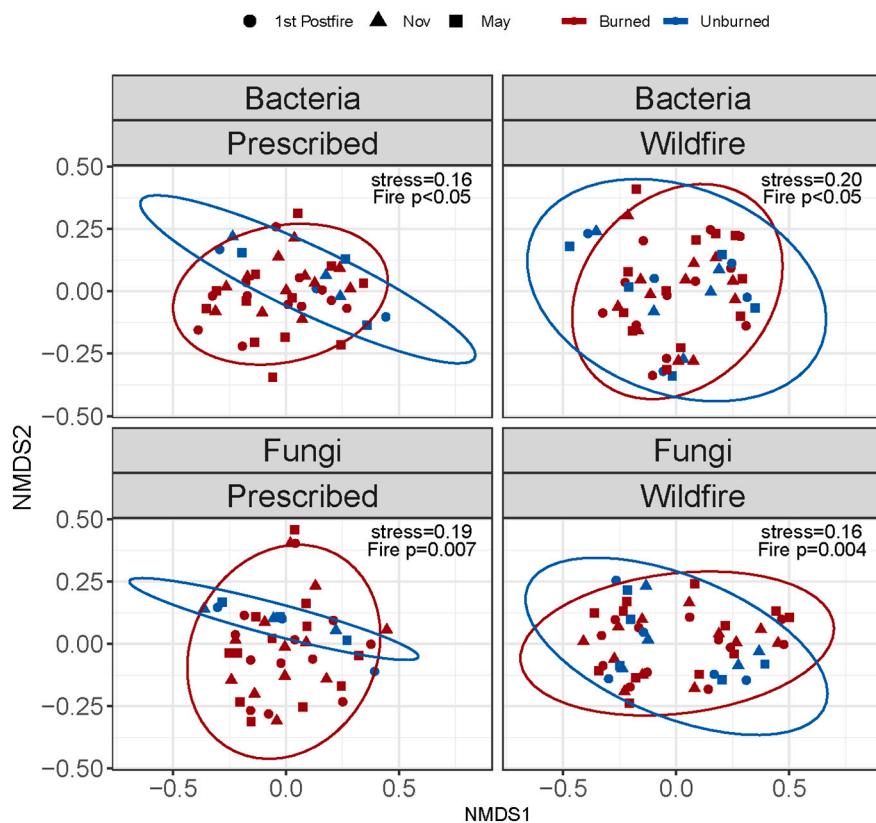 1st Postfire Nov May Burned Unburned
Bacteria Bacteria
Prescribed Wildfire
stress=0.16
Fire p<0.05
stress=0.20
Fire p<0.05
0.50
0.25
0.00
−0.25
−0.50
NMDS2
Fungi Fungi
Prescribed Wildfire
stress=0.19
Fire p=0.007
stress=0.16
Fire p=0.004
0.50
0.25
0.00
−0.25
−0.50
−0.5 0.0 0.5 −0.5 0.0 0.5
NMDS1